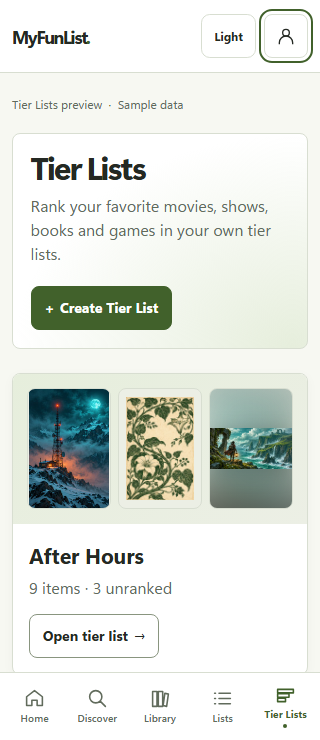 MyFunList.
Light
Tier Lists preview · Sample data
Tier Lists
Rank your favorite movies, shows,
books and games in your own tier
lists.
+ Create Tier List
After Hours
9 items · 3 unranked
Open tier list →
Home
Discover
Library
Lists
Tier Lists